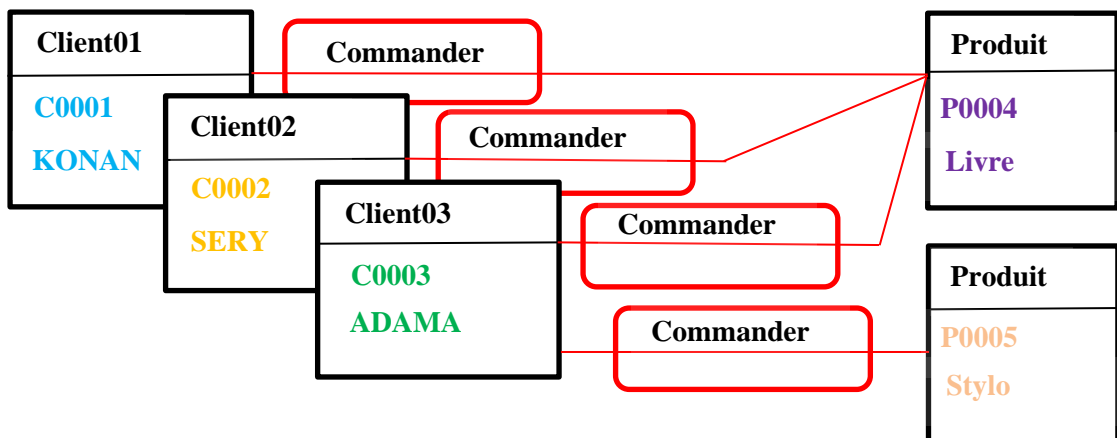 Client01
C0001
KONAN
Commander
Client02
C0002
SERY
Commander
Client03
C0003
ADAMA
Commander
Commander
Produit
P0004
Livre
Produit
P0005
Stylo